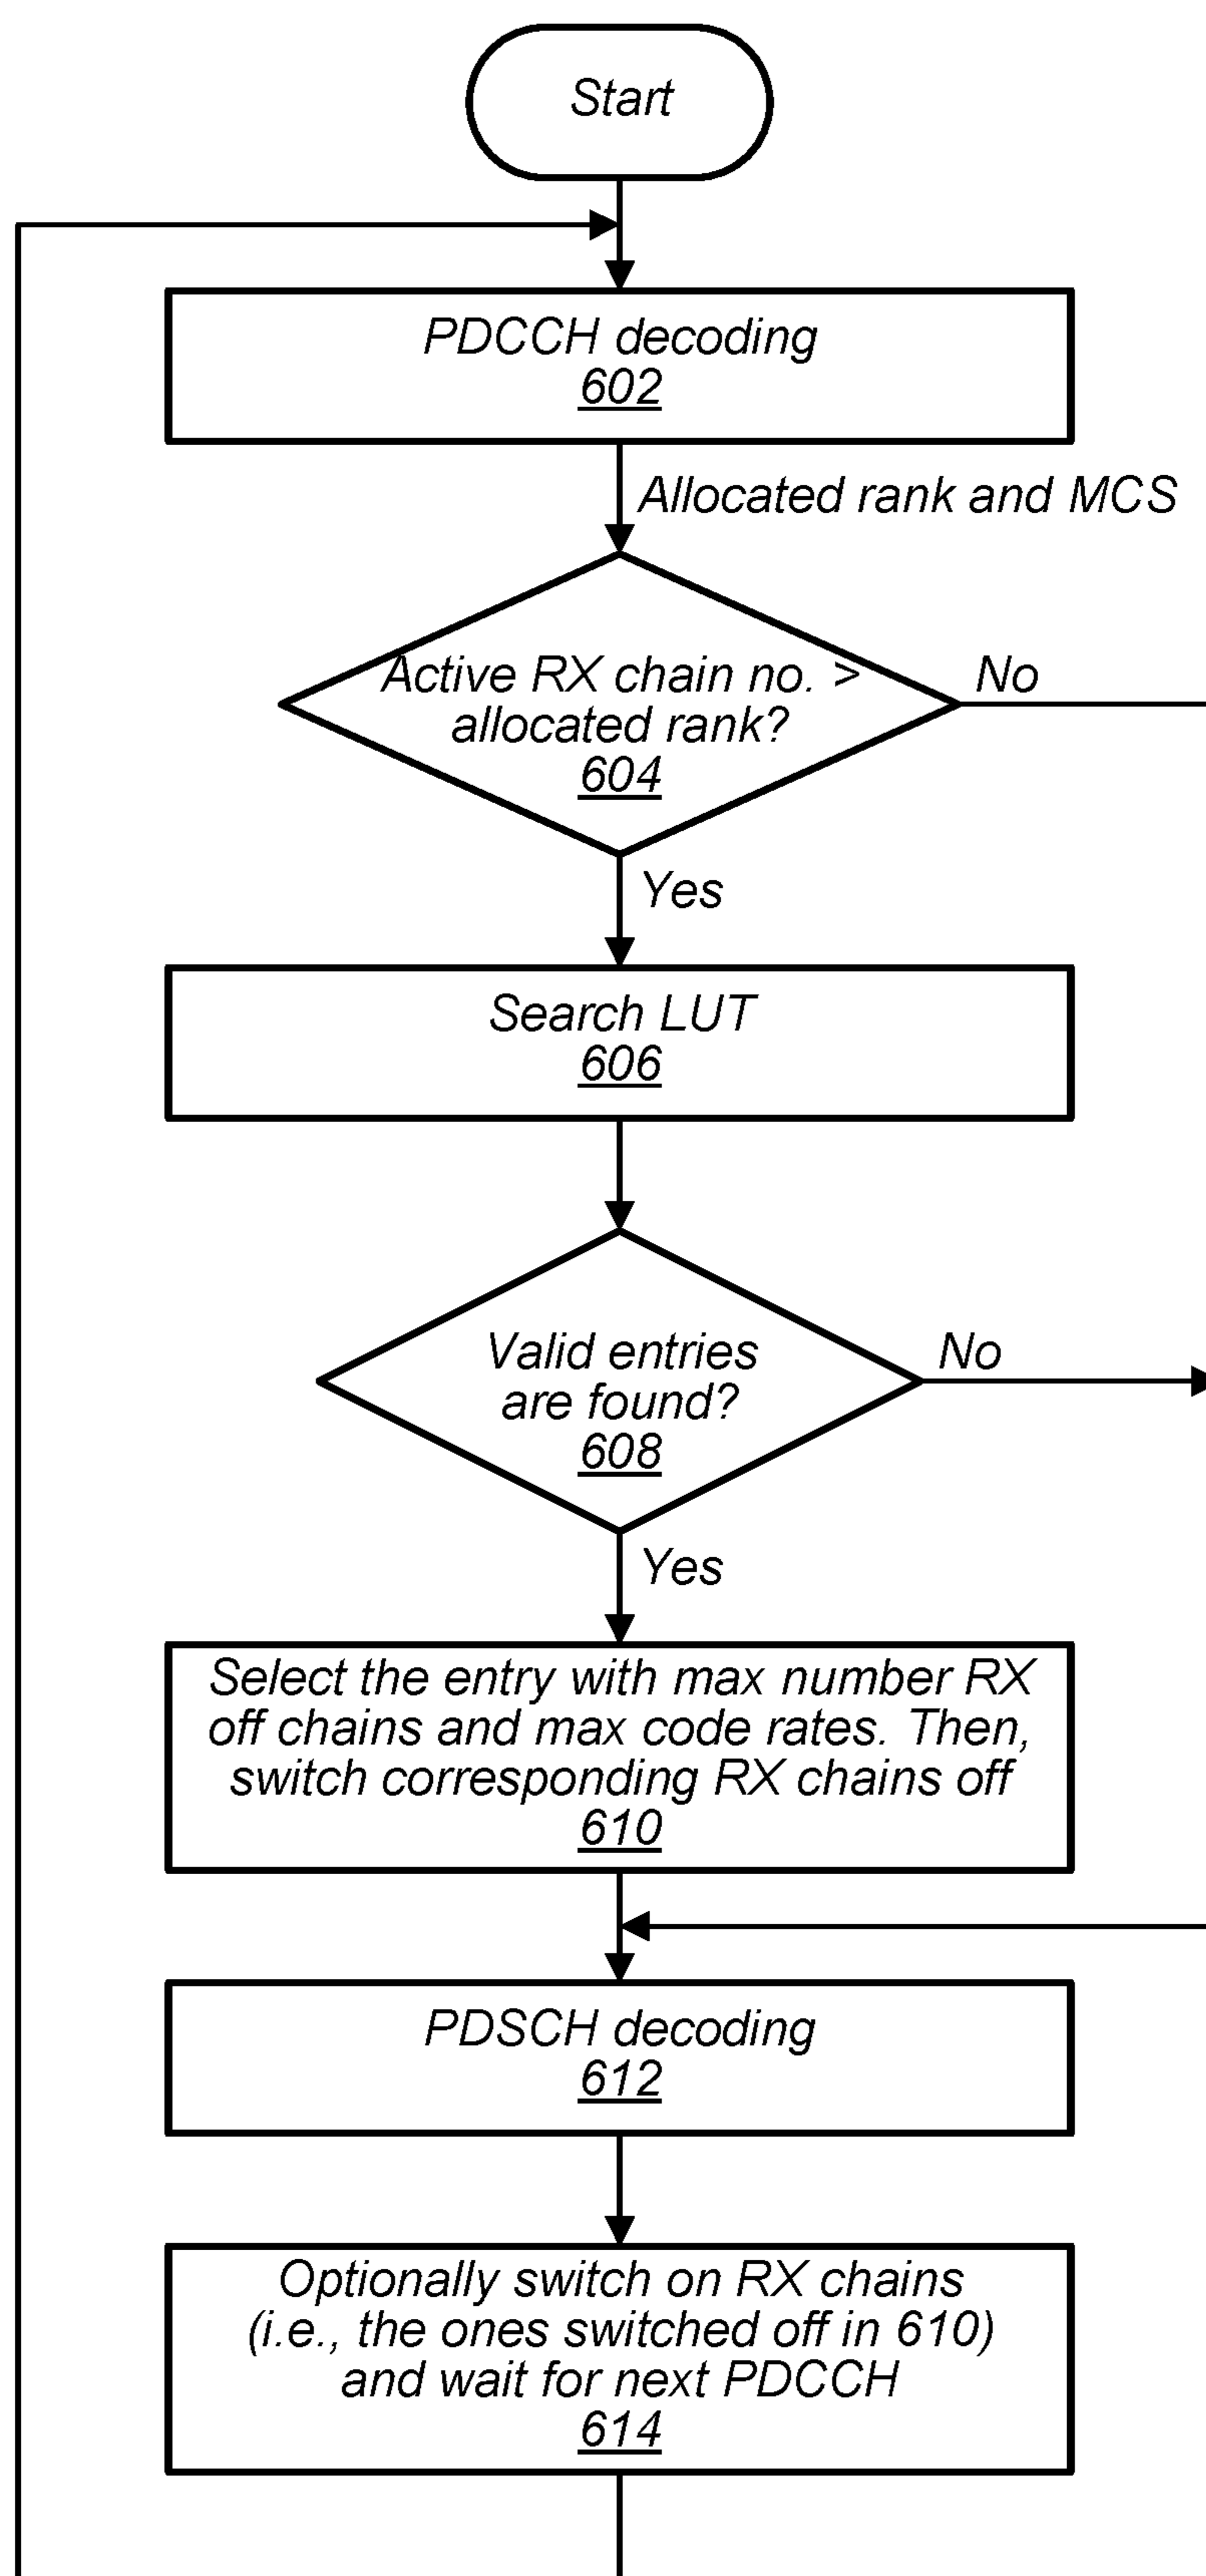 Start
PDCCH decoding
602
Allocated rank and MCS
Active RX chain no. >
allocated rank?
604
No
Yes
Search LUT
606
Valid entries
are found?
608
No
Yes
Select the entry with max number RX
off chains and max code rates. Then,
switch corresponding RX chains off
610
PDSCH decoding
612
Optionally switch on RX chains
(i.e., the ones switched off in 610)
and wait for next PDCCH
614